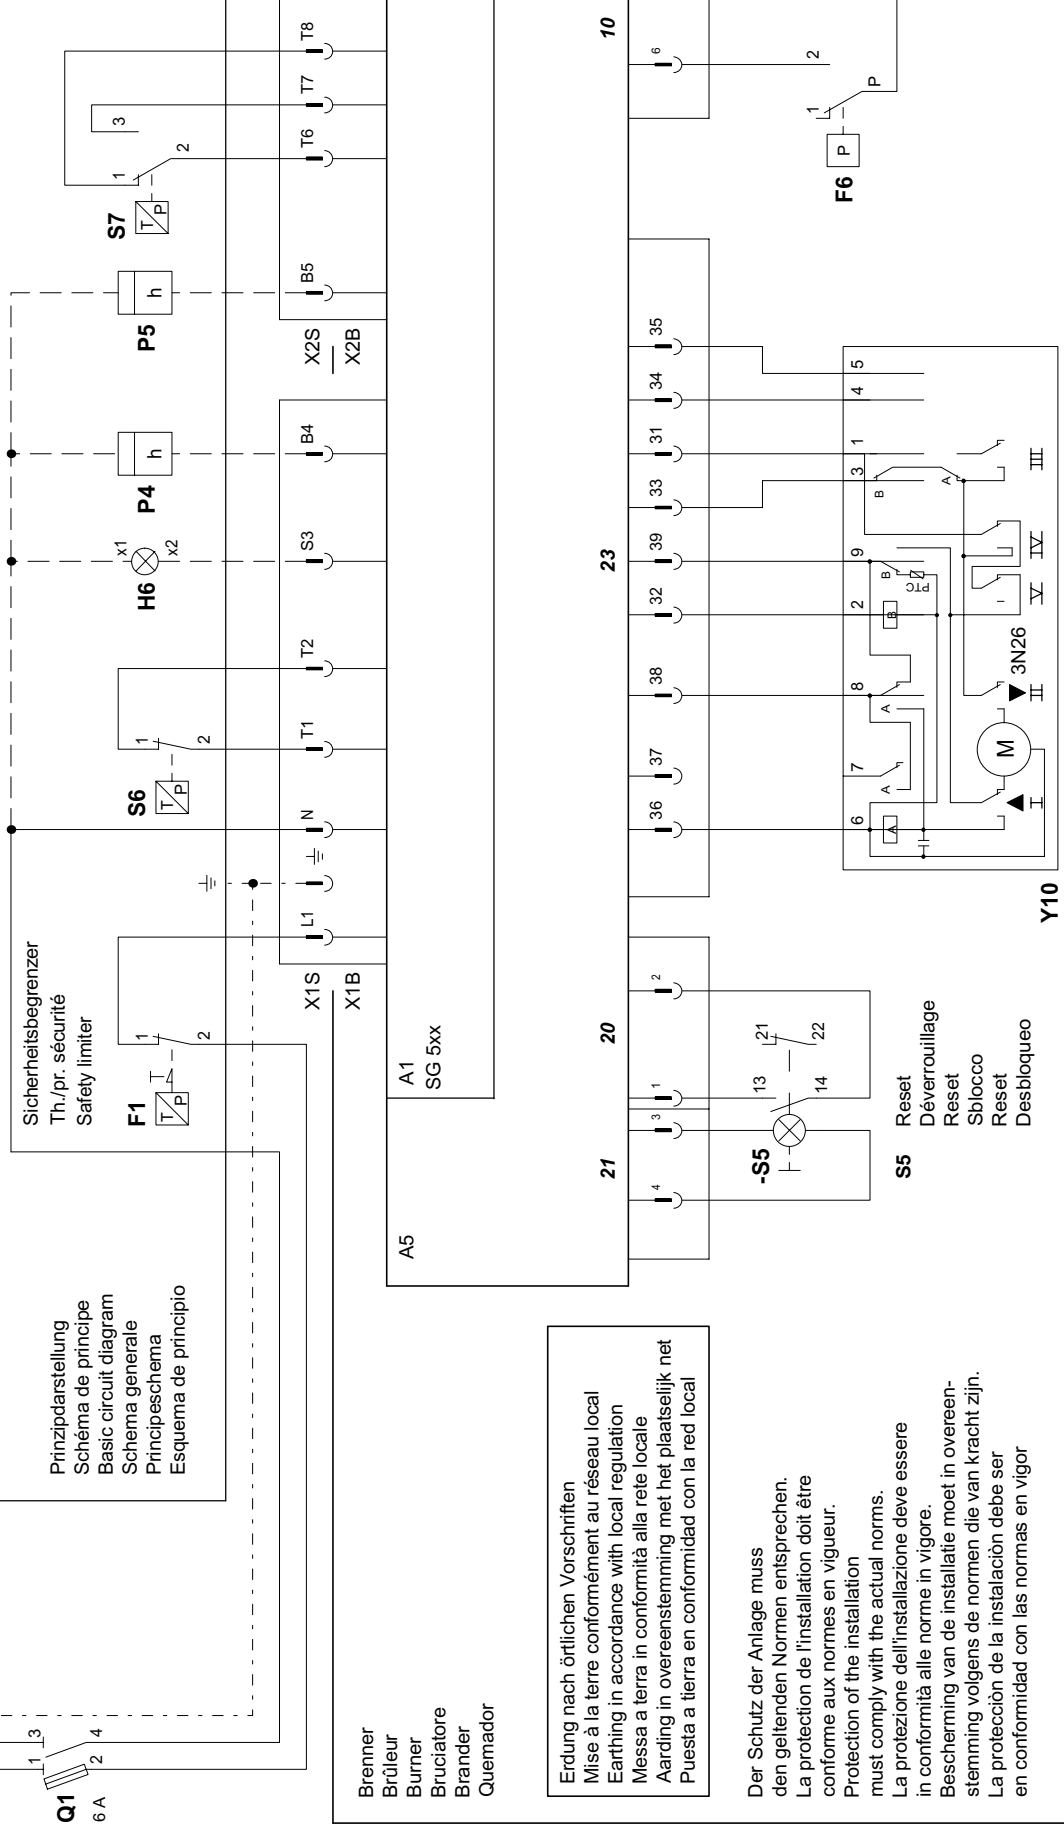 Q1
6 A
1
2
3
4
Prinzipdarstellung
Schéma de principe
Basic circuit diagram
Schema generale
Principeschema
Esquema de principio
Sicherheitsbegrenzer
Th./pr. sécurité
Safety limiter
F1
T
P
1
2
S6
T
P
1
2
H6
x1
x2
P4
h
P5
h
S7
T
P
1
2
3
X1S
X1B
L1
N
T1
T2
S3
B4
X2S
X2B
B5
T6
T7
T8
Brenner
Brûleur
Burner
Bruciatore
Brander
Quemador
A5
A1
SG 5xx
Erdung nach örtlichen Vorschriften
Mise à la terre conformément au réseau local
Earthing in accordance with local regulation
Messa a terra in conformità alla rete locale
Aarding in overeenstemming met het plaatselijk net
Puesta a tierra en conformidad con la red local
21
20
23
10
4
3
1
2
36
37
38
32
39
33
31
34
35
6
Der Schutz der Anlage muss
den geltenden Normen entsprechen.
La protection de l'installation doit être
conforme aux normes en vigueur.
Protection of the installation
must comply with the actual norms.
La protezione dell'installazione deve essere
in conformità alle norme in vigore.
Bescherming van de installatie moet in overeen-
stemming volgens de normen die van kracht zijn.
La protecciòn de la instalaciòn debe ser
en conformidad con las normas en vigor
-S5
13
14
21
22
S5
Reset
Déverrouillage
Reset
Sblocco
Reset
Desbloqueo
Y10
6
7
8
2
9
3
1
4
5
A
A
A
B
B
PTC
B
A
M
3N26
I
II
V
IV
III
F6
P
1
2
P